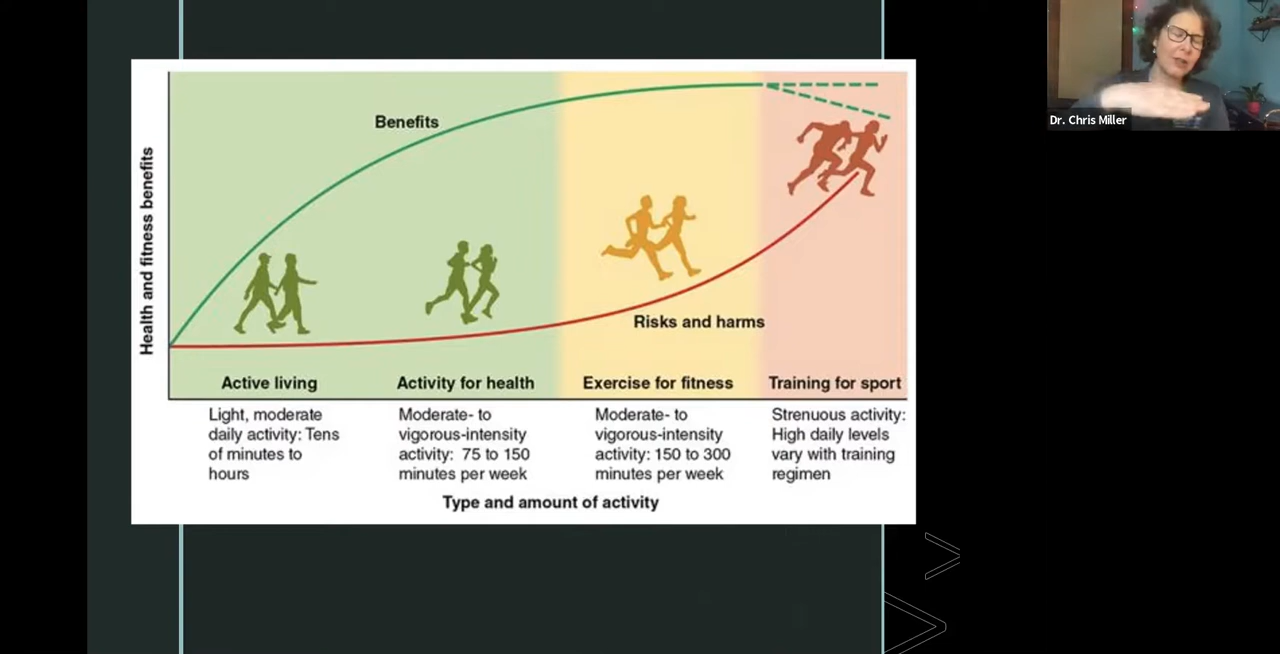 Dr. Chris Miller
Health and fitness benefits
Benefits
Risks and harms
Active living
Light, moderate
daily activity: Tens
of minutes to
hours
Activity for health
Moderate- to
vigorous-intensity
activity: 75 to 150
minutes per week
Exercise for fitness
Moderate- to
vigorous-intensity
activity: 150 to 300
minutes per week
Training for sport
Strenuous activity:
High daily levels
vary with training
regimen
Type and amount of activity